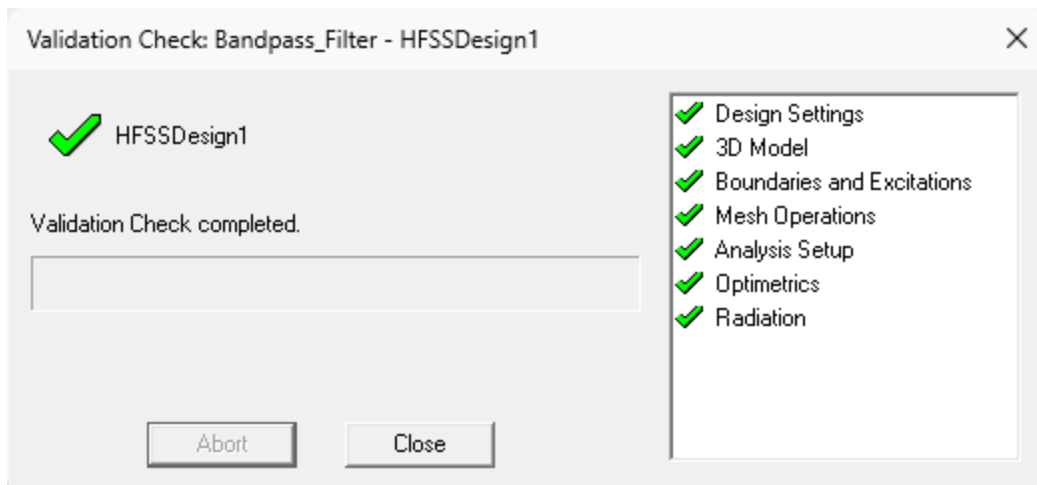 Validation Check: Bandpass_Filter - HFSSDesign1
HFSSDesign1
Validation Check completed.
Abort
Close
Design Settings
3D Model
Boundaries and Excitations
Mesh Operations
Analysis Setup
Optimetrics
Radiation